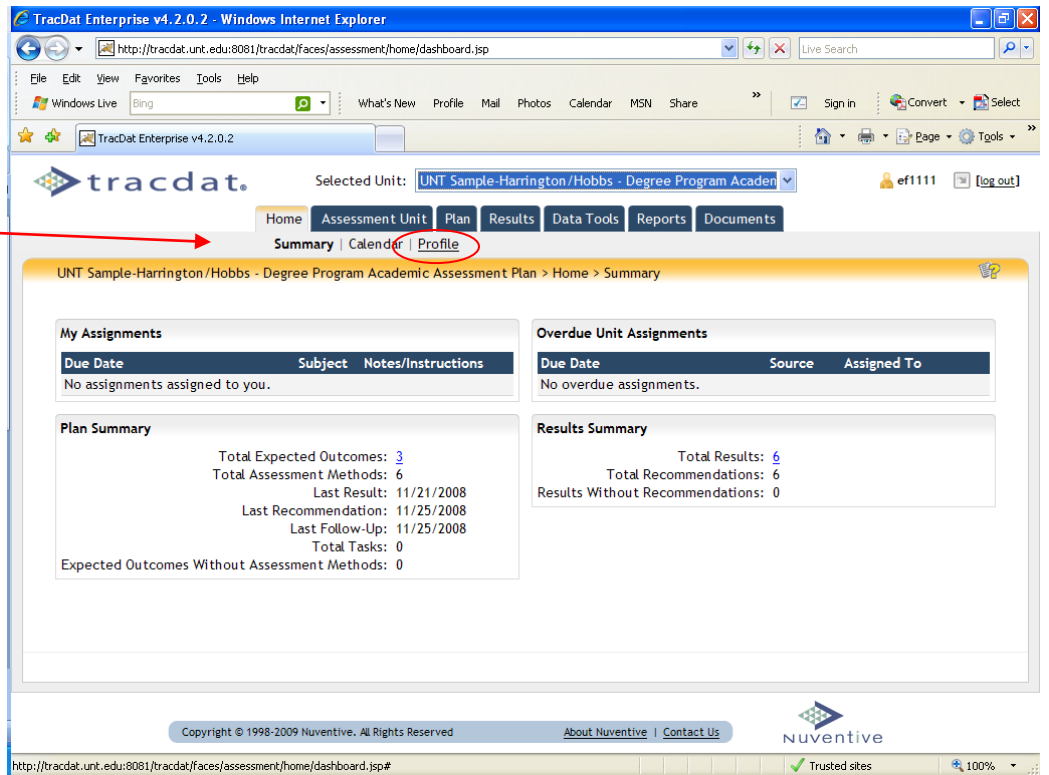 TracDat Enterprise v4.2.0.2 - Windows Internet Explorer
http://tracdat.unt.edu:8081/tracdat/faces/assessment/home/dashboard.jsp Live Search
File Edit View Favorites Tools Help
Windows Live Bing What's New Profile Mail Photos Calendar MSN Share » Sign in Convert Select
TracDat Enterprise v4.2.0.2 Page Tools »
tracdat. Selected Unit: UNT Sample-Harrington/Hobbs - Degree Program Academ ef1111 [log out]
Home Assessment Unit Plan Results Data Tools Reports Documents
Summary | Calendar | Profile
UNT Sample-Harrington/Hobbs - Degree Program Academic Assessment Plan > Home > Summary
My Assignments Overdue Unit Assignments
Due Date Subject Notes/Instructions Due Date Source Assigned To
No assignments assigned to you. No overdue assignments.
Plan Summary Results Summary
Total Expected Outcomes: 3 Total Results: 6
Total Assessment Methods: 6 Total Recommendations: 6
Last Result: 11/21/2008 Results Without Recommendations: 0
Last Recommendation: 11/25/2008
Last Follow-Up: 11/25/2008
Total Tasks: 0
Expected Outcomes Without Assessment Methods: 0
Copyright © 1998-2009 Nuventive. All Rights Reserved About Nuventive | Contact Us nuventive
http://tracdat.unt.edu:8081/tracdat/faces/assessment/home/dashboard.jsp# Trusted sites 100%